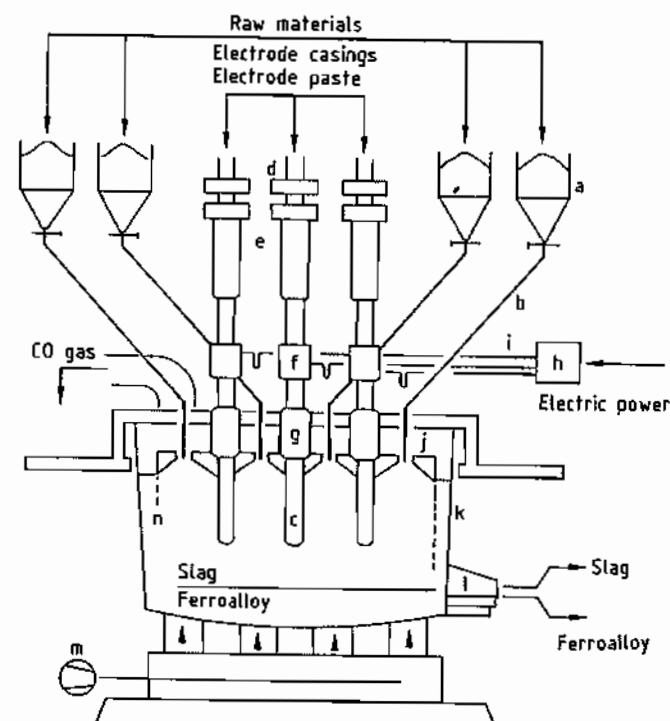 Raw materials
Electrode casings
Electrode paste
d
a
e
b
i
CO gas
f
h
Electric power
g
j
n
c
k
Slag
l
Slag
Ferroalloy
Ferroalloy
m